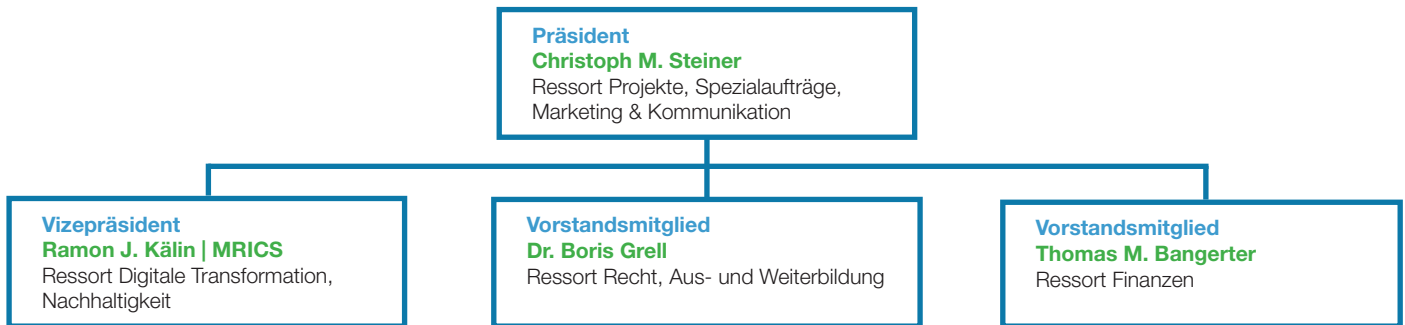 Präsident
Christoph M. Steiner
Ressort Projekte, Spezialaufträge,
Marketing & Kommunikation
Vizepräsident
Ramon J. Kälin | MRICS
Ressort Digitale Transformation,
Nachhaltigkeit
Vorstandsmitglied
Dr. Boris Grell
Ressort Recht, Aus- und Weiterbildung
Vorstandsmitglied
Thomas M. Bangerter
Ressort Finanzen